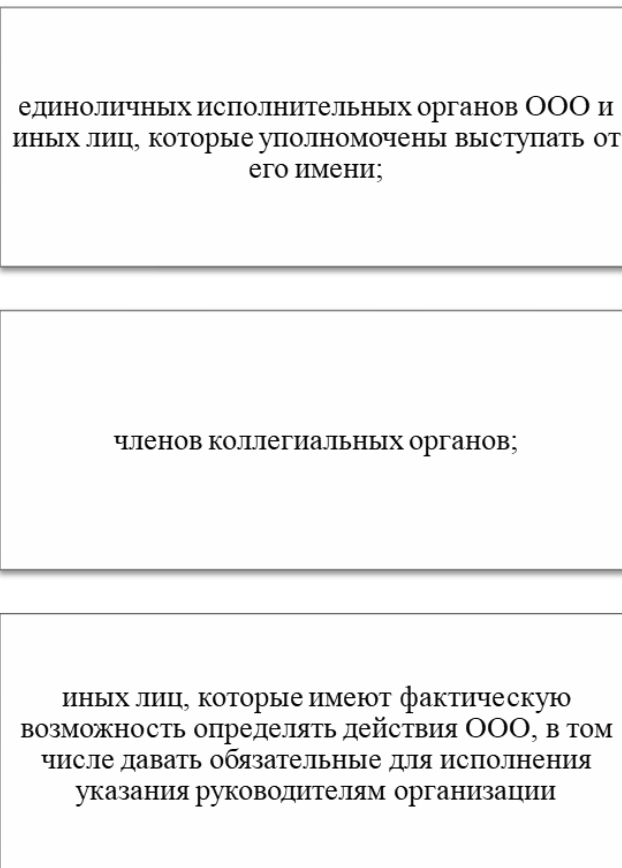 единоличных исполнительных органов ООО и
иных лиц, которые уполномочены выступать от
его имени;
членов коллегиальных органов;
иных лиц, которые имеют фактическую
возможность определять действия ООО, в том
числе давать обязательные для исполнения
указания руководителям организации